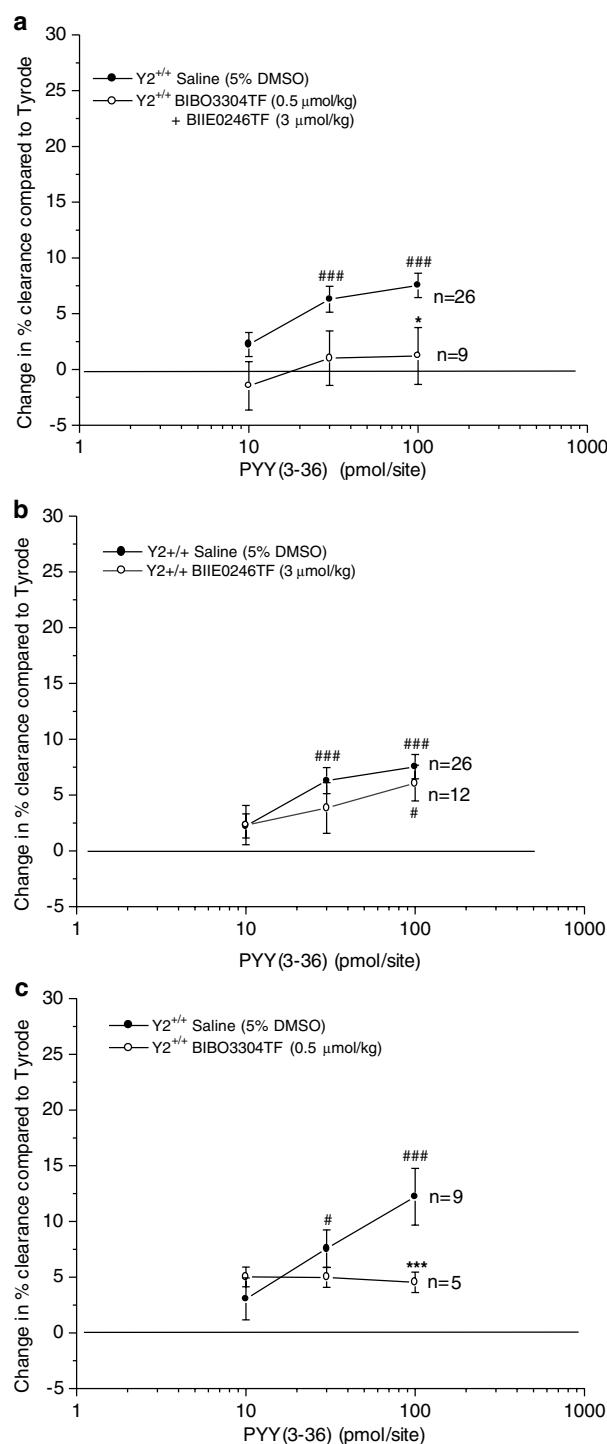 a
Change in % clearance compared to Tyrode
30
25
20
15
10
5
0
-5
Y2+/+ Saline (5% DMSO)
Y2+/+ BIBO3304TF (0.5 μmol/kg)
+ BIIE0246TF (3 μmol/kg)
###
###
n=26
*
n=9
1
10
100
1000
PYY(3-36) (pmol/site)
b
Change in % clearance compared to Tyrode
30
25
20
15
10
5
0
-5
Y2+/+ Saline (5% DMSO)
Y2+/+ BIIE0246TF (3 μmol/kg)
###
###
n=26
n=12
#
1
10
100
1000
PYY(3-36) (pmol/site)
c
Change in % clearance compared to Tyrode
30
25
20
15
10
5
0
-5
Y2+/+ Saline (5% DMSO)
Y2+/+ BIBO3304TF (0.5 μmol/kg)
###
#
n=9
***
n=5
1
10
100
1000
PYY(3-36) (pmol/site)